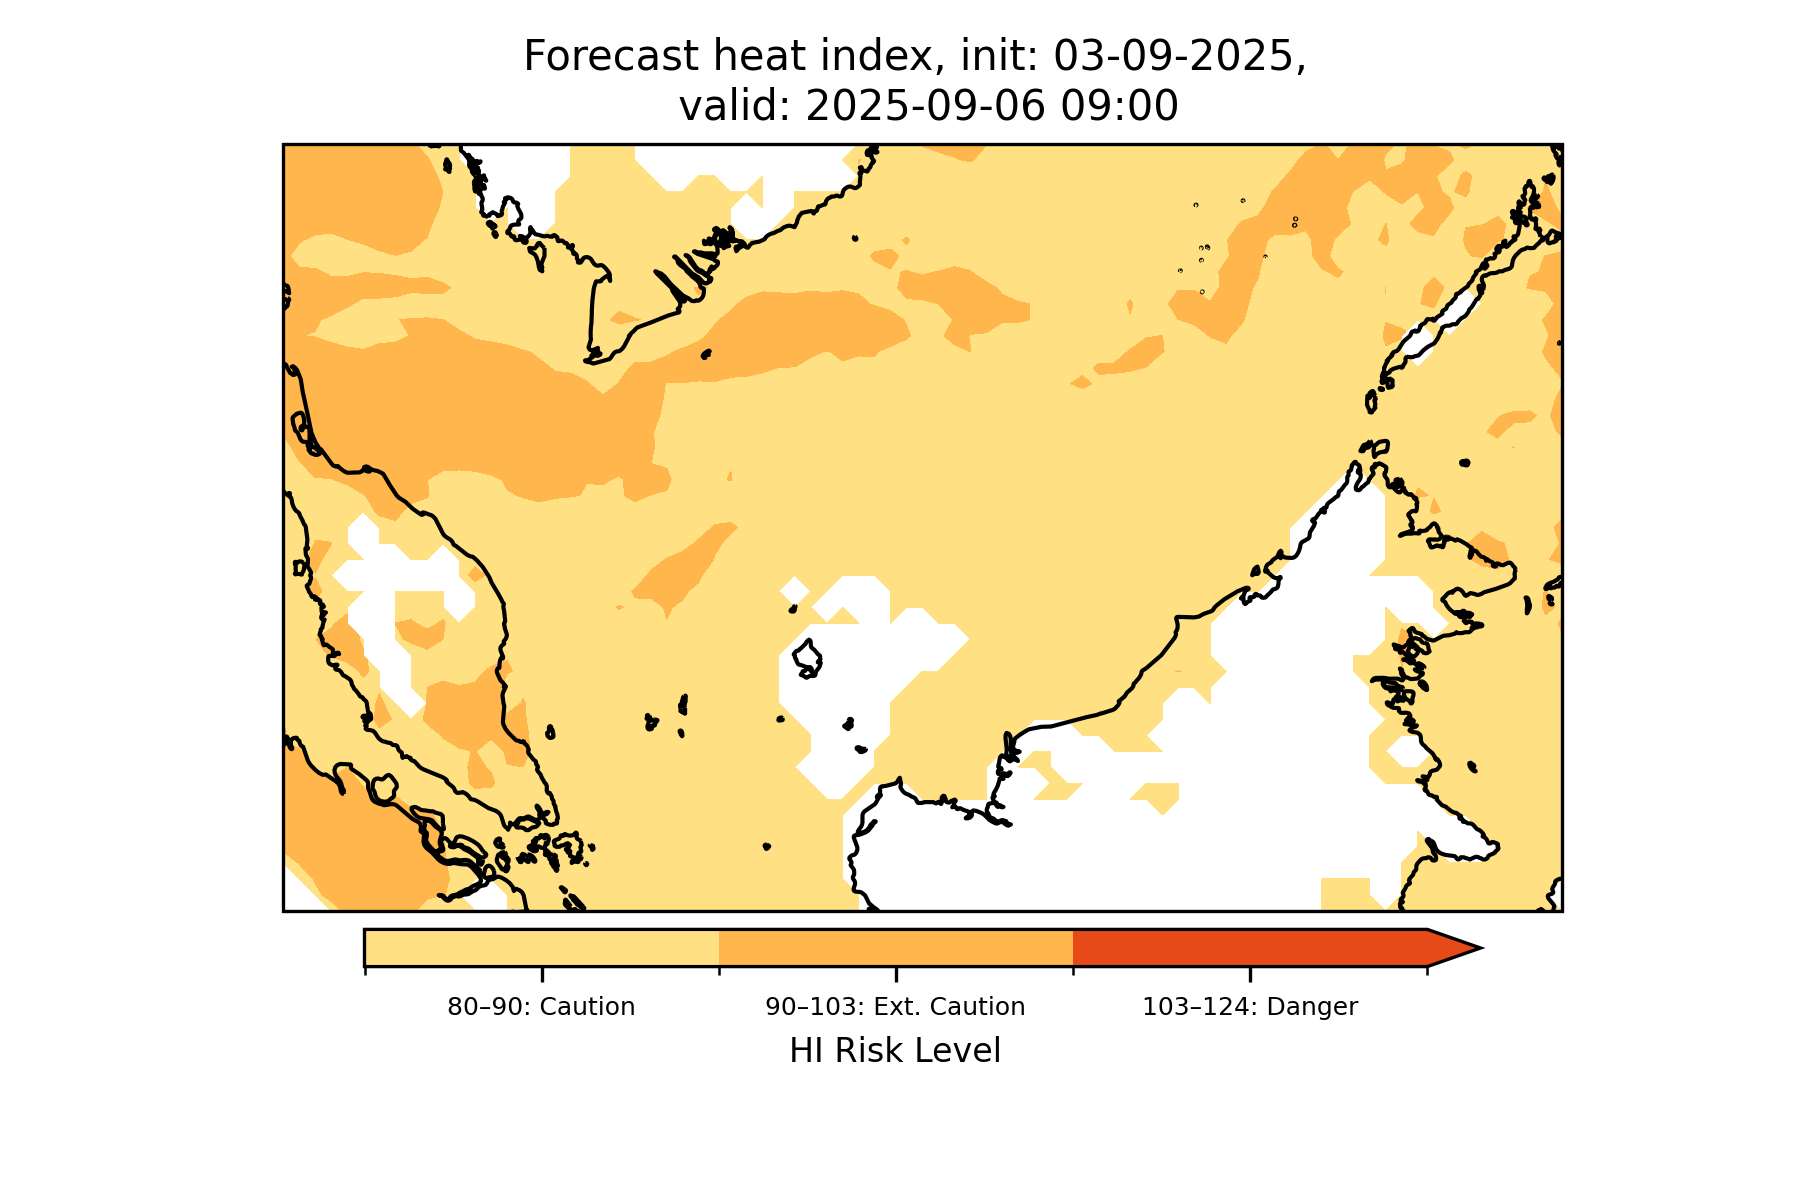 Forecast heat index, init: 03-09-2025,
valid: 2025-09-06 09:00
80–90: Caution
90–103: Ext. Caution
103–124: Danger
HI Risk Level